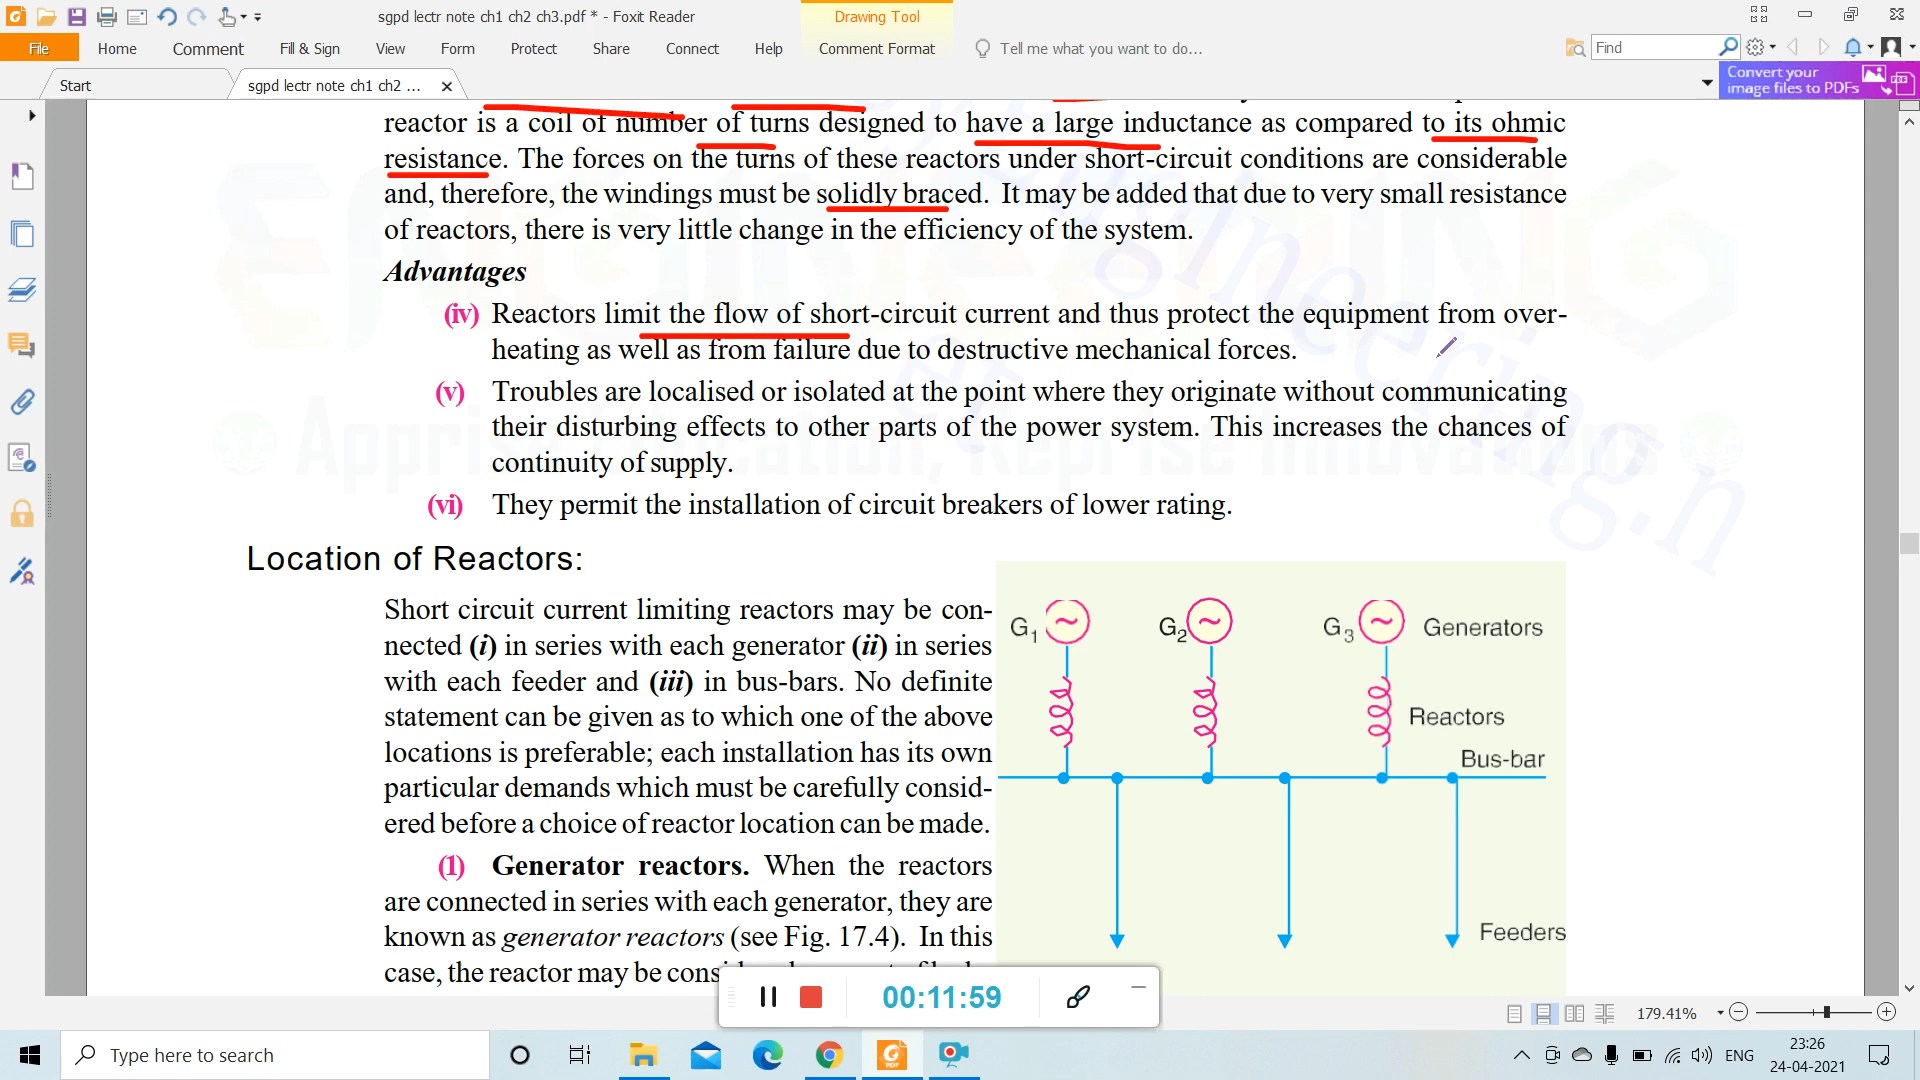 sgpd lectr note ch1 ch2 ch3.pdf * - Foxit Reader
Drawing Tool
File Home Comment Fill & Sign View Form Protect Share Connect Help Comment Format Tell me what you want to do... Find
Start
sgpd lectr note ch1 ch2 ...
Convert your
image files to PDFs
reactor is a coil of number of turns designed to have a large inductance as compared to its ohmic
resistance. The forces on the turns of these reactors under short-circuit conditions are considerable
and, therefore, the windings must be solidly braced. It may be added that due to very small resistance
of reactors, there is very little change in the efficiency of the system.
Advantages
(iv) Reactors limit the flow of short-circuit current and thus protect the equipment from over-
heating as well as from failure due to destructive mechanical forces.
(v) Troubles are localised or isolated at the point where they originate without communicating
their disturbing effects to other parts of the power system. This increases the chances of
continuity of supply.
(vi) They permit the installation of circuit breakers of lower rating.
Location of Reactors:
Short circuit current limiting reactors may be con-
nected (i) in series with each generator (ii) in series
with each feeder and (iii) in bus-bars. No definite
statement can be given as to which one of the above
locations is preferable; each installation has its own
particular demands which must be carefully consid-
ered before a choice of reactor location can be made.
(1) Generator reactors. When the reactors
are connected in series with each generator, they are
known as generator reactors (see Fig. 17.4). In this
case, the reactor may be
G1 G2 G3 Generators
Reactors
Bus-bar
Feeders
00:11:59
179.41%
Type here to search
ENG
23:26
24-04-2021